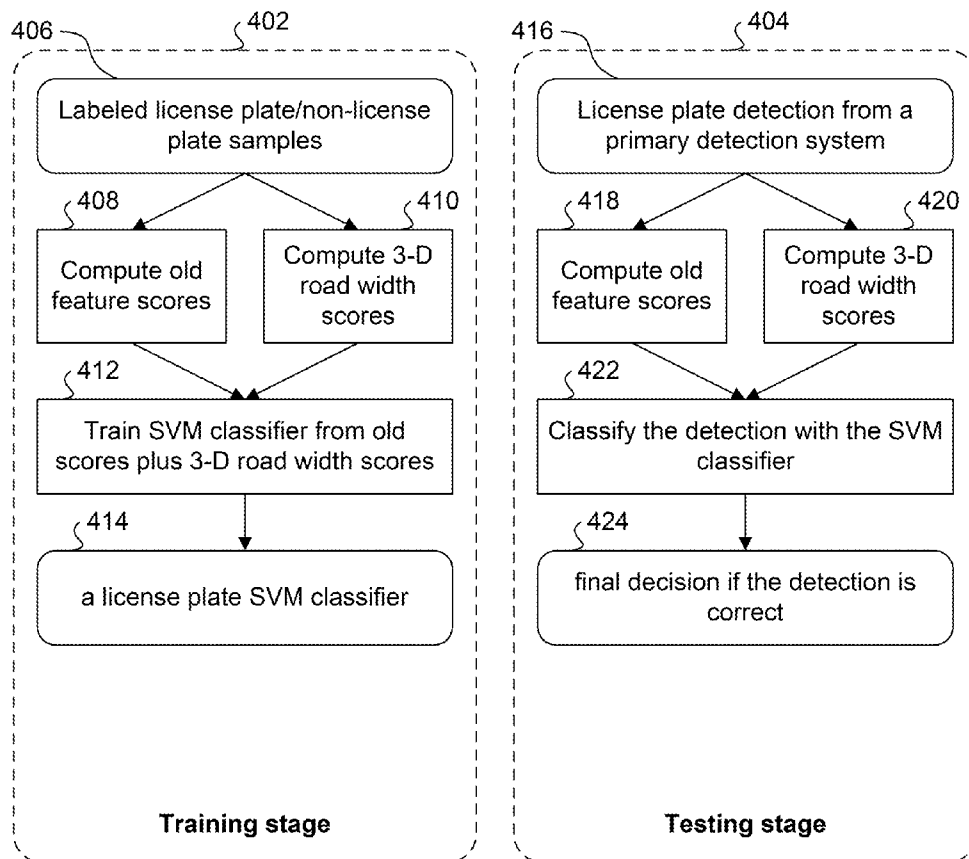 402
406
Labeled license plate/non-license
plate samples
408
410
Compute old
feature scores
Compute 3-D
road width
scores
412
Train SVM classifier from old
scores plus 3-D road width scores
414
a license plate SVM classifier
Training stage
404
416
License plate detection from a
primary detection system
418
420
Compute old
feature scores
Compute 3-D
road width
scores
422
Classify the detection with the SVM
classifier
424
final decision if the detection is
correct
Testing stage